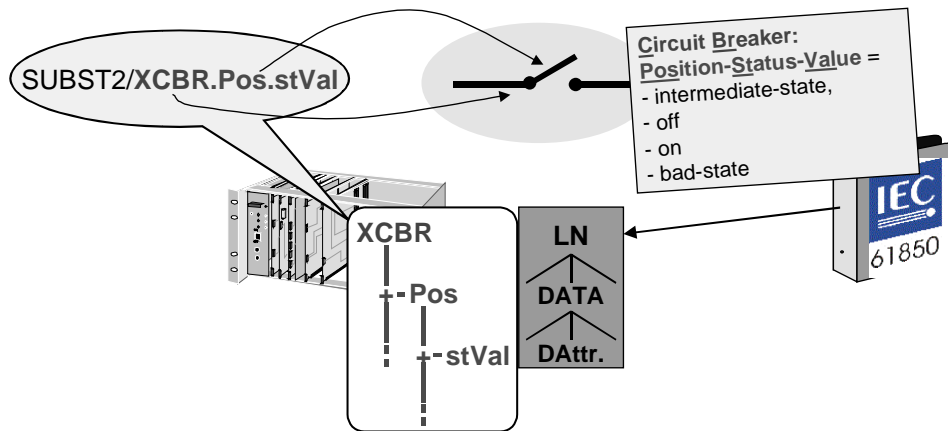 SUBST2/XCBR.Pos.stVal
Circuit Breaker:
Position-Status-Value =
- intermediate-state,
- off
- on
- bad-state
IEC
61850
XCBR
Pos
stVal
LN
DATA
DAttr.